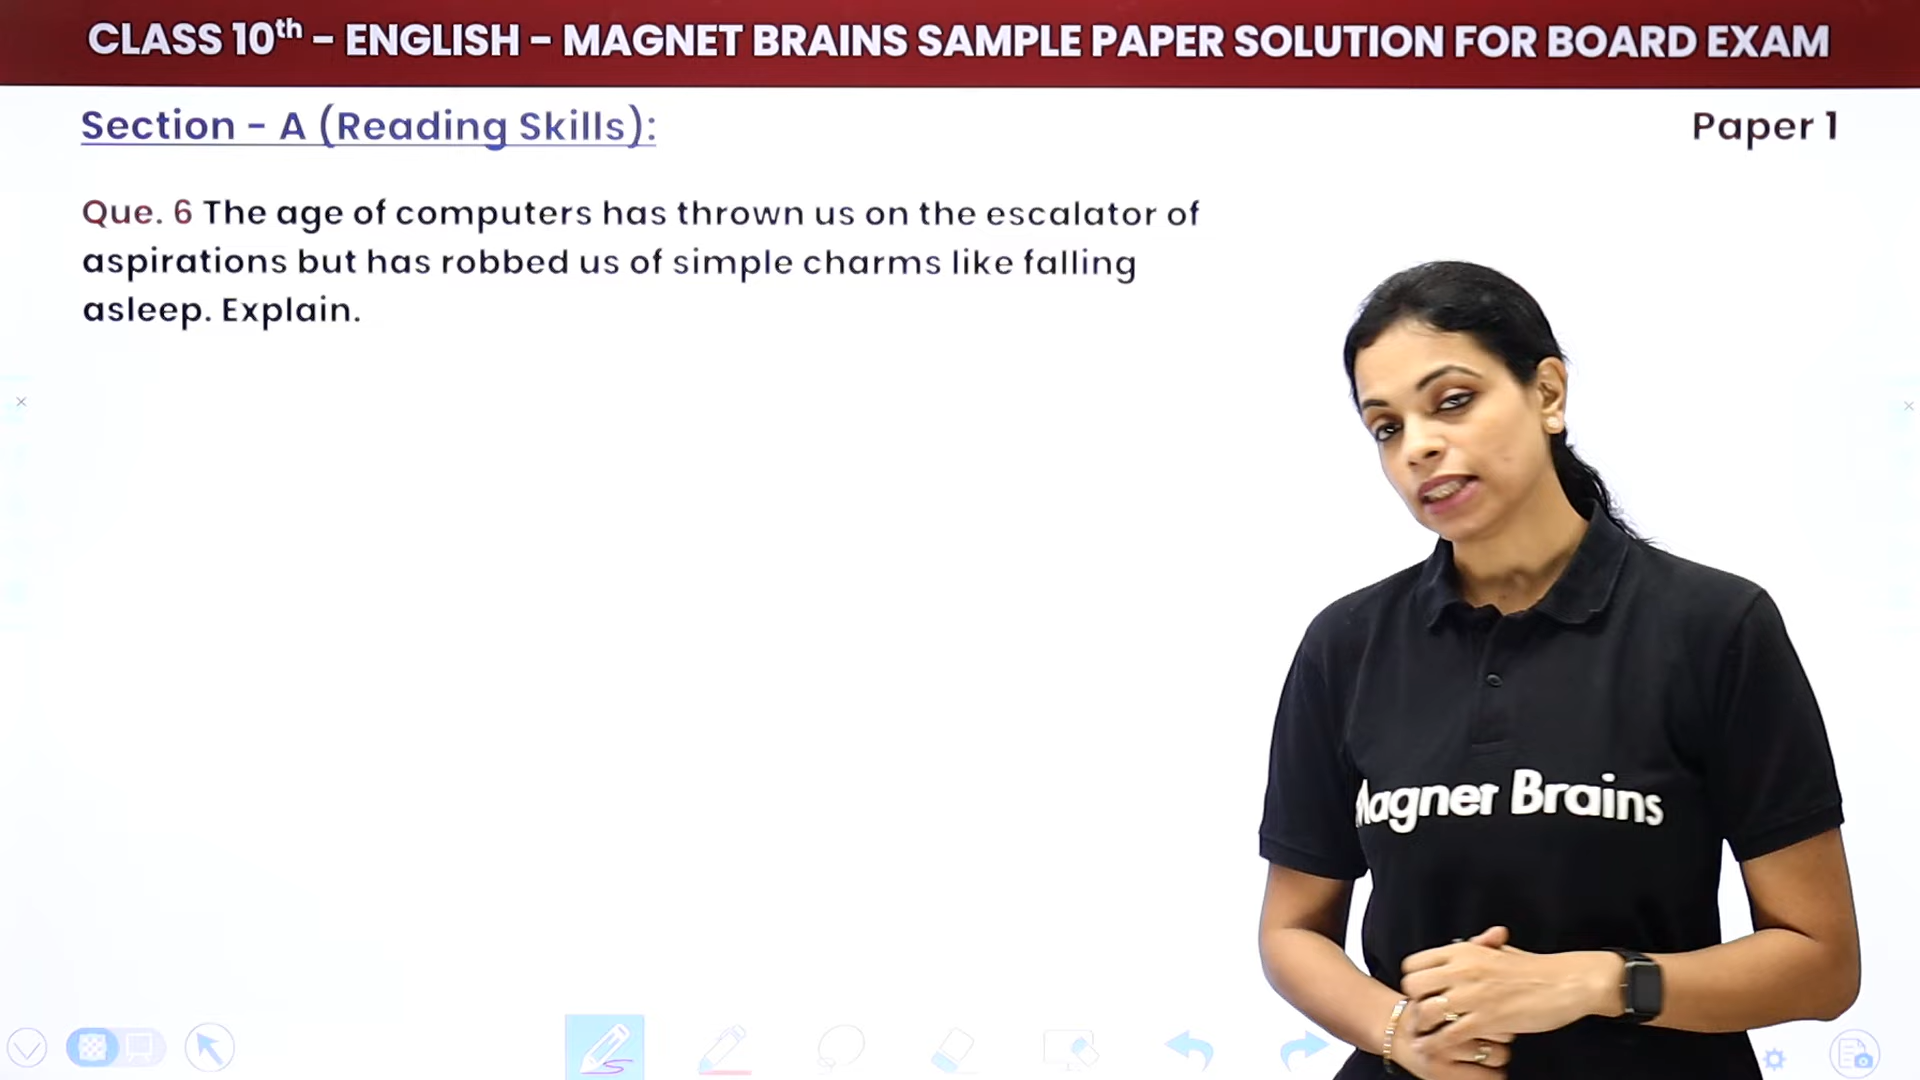 CLASS 10th - ENGLISH - MAGNET BRAINS SAMPLE PAPER SOLUTION FOR BOARD EXAM
Section - A (Reading Skills):
Paper 1
Que. 6 The age of computers has thrown us on the escalator of
aspirations but has robbed us of simple charms like falling
asleep. Explain.
Magnet Brains